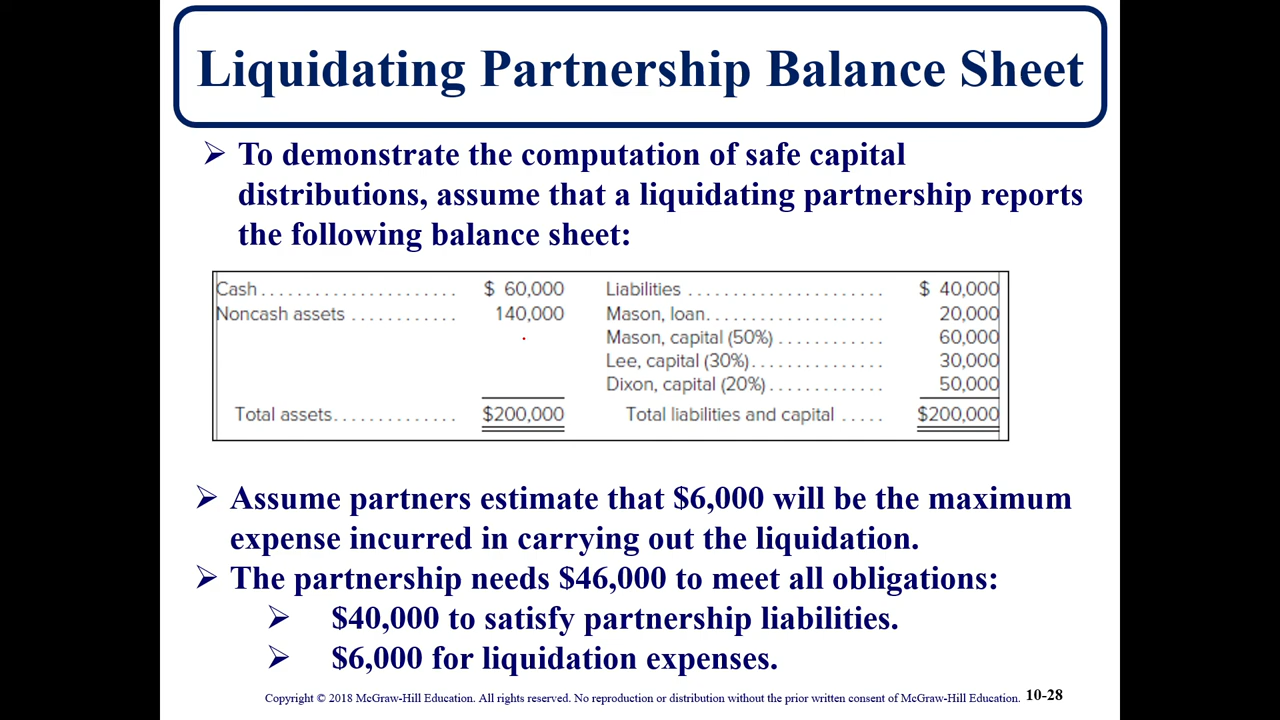 Liquidating Partnership Balance Sheet
➢ To demonstrate the computation of safe capital
distributions, assume that a liquidating partnership reports
the following balance sheet:
Cash...................... $ 60,000 Liabilities ...................... $ 40,000
Noncash assets ............ 140,000 Mason, loan.................... 20,000
Mason, capital (50%) ............ 60,000
Lee, capital (30%)............... 30,000
Dixon, capital (20%)............. 50,000
Total assets.............. $200,000 Total liabilities and capital ..... $200,000
➢ Assume partners estimate that $6,000 will be the maximum
expense incurred in carrying out the liquidation.
➢ The partnership needs $46,000 to meet all obligations:
➢ $40,000 to satisfy partnership liabilities.
➢ $6,000 for liquidation expenses.
Copyright © 2018 McGraw-Hill Education. All rights reserved. No reproduction or distribution without the prior written consent of McGraw-Hill Education. 10-28